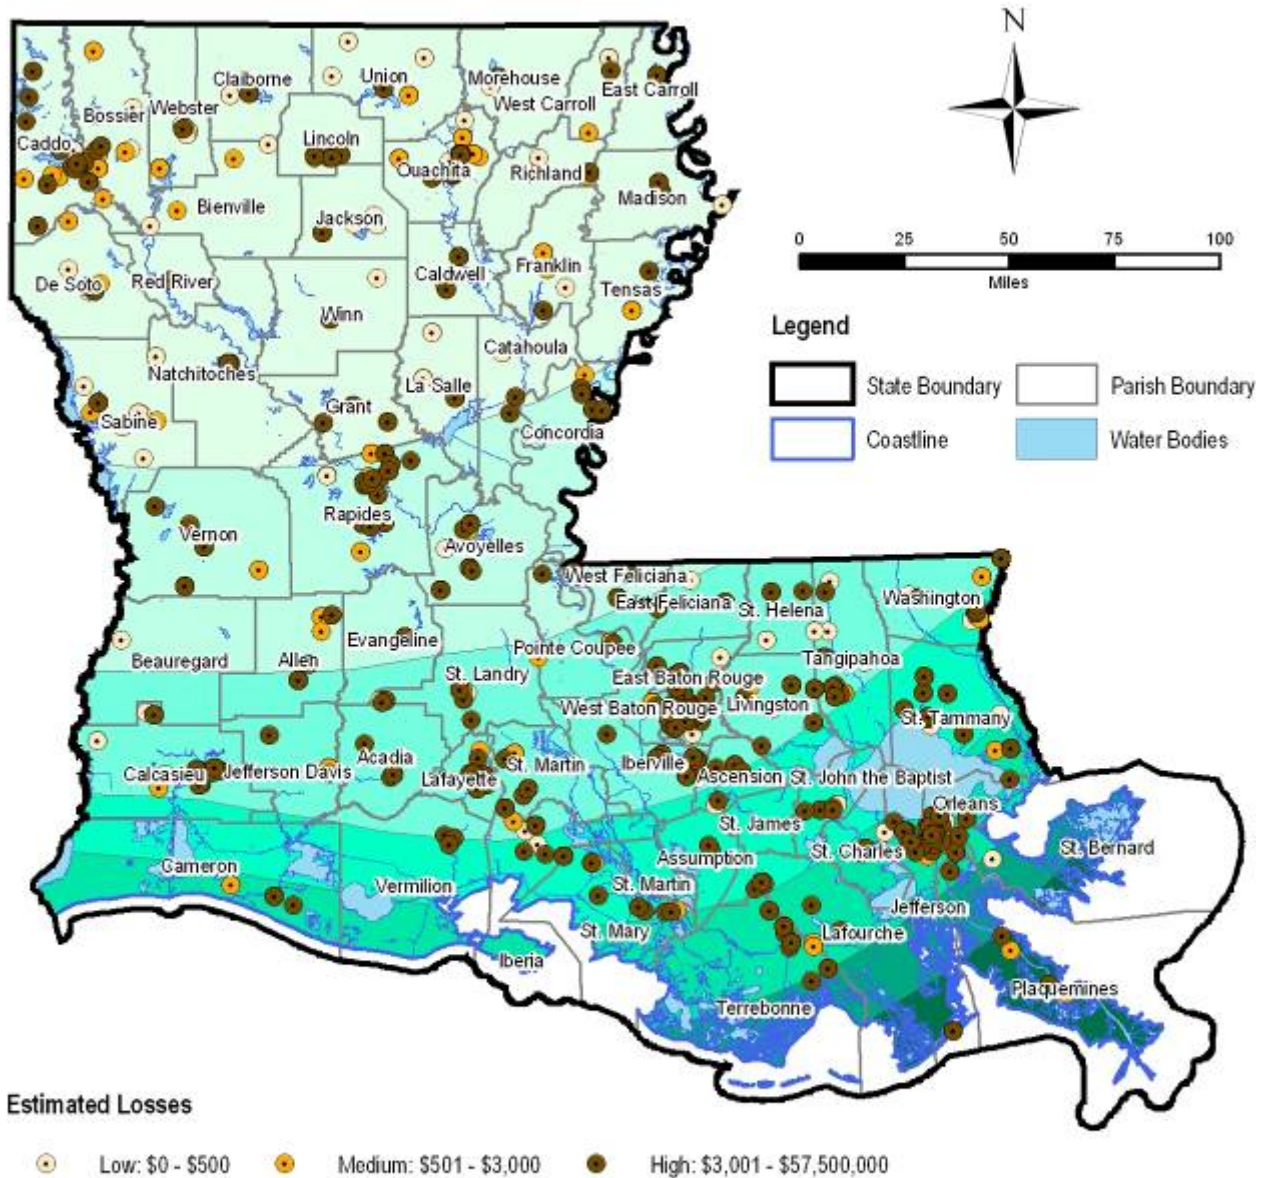 N
0 25 50 75 100
Miles
Legend
State Boundary
Parish Boundary
Coastline
Water Bodies
Claiborne
Union
Morehouse
East Carroll
West Carroll
Webster
Bossier
Caddo
Lincoln
Ouachita
Richland
Madison
Bienville
Jackson
De Soto
Red River
Caldwell
Franklin
Tensas
Winn
Natchitoches
Catahoula
La Salle
Sabine
Grant
Concordia
Rapides
Vernon
Avoyelles
West Feliciana
East Feliciana
St. Helena
Washington
Beauregard
Allen
Evangeline
Pointe Coupee
Tangipahoa
St. Landry
East Baton Rouge
West Baton Rouge
Livingston
St. Tammany
Calcasieu
Jefferson Davis
Acadia
Lafayette
St. Martin
Iberville
Ascension
St. John the Baptist
Orleans
St. James
St. Bernard
Cameron
Vermilion
Assumption
St. Charles
St. Martin
Jefferson
St. Mary
Lafourche
Iberia
Terrebonne
Plaquemines
Estimated Losses
Low: $0 - $500
Medium: $501 - $3,000
High: $3,001 - $57,500,000